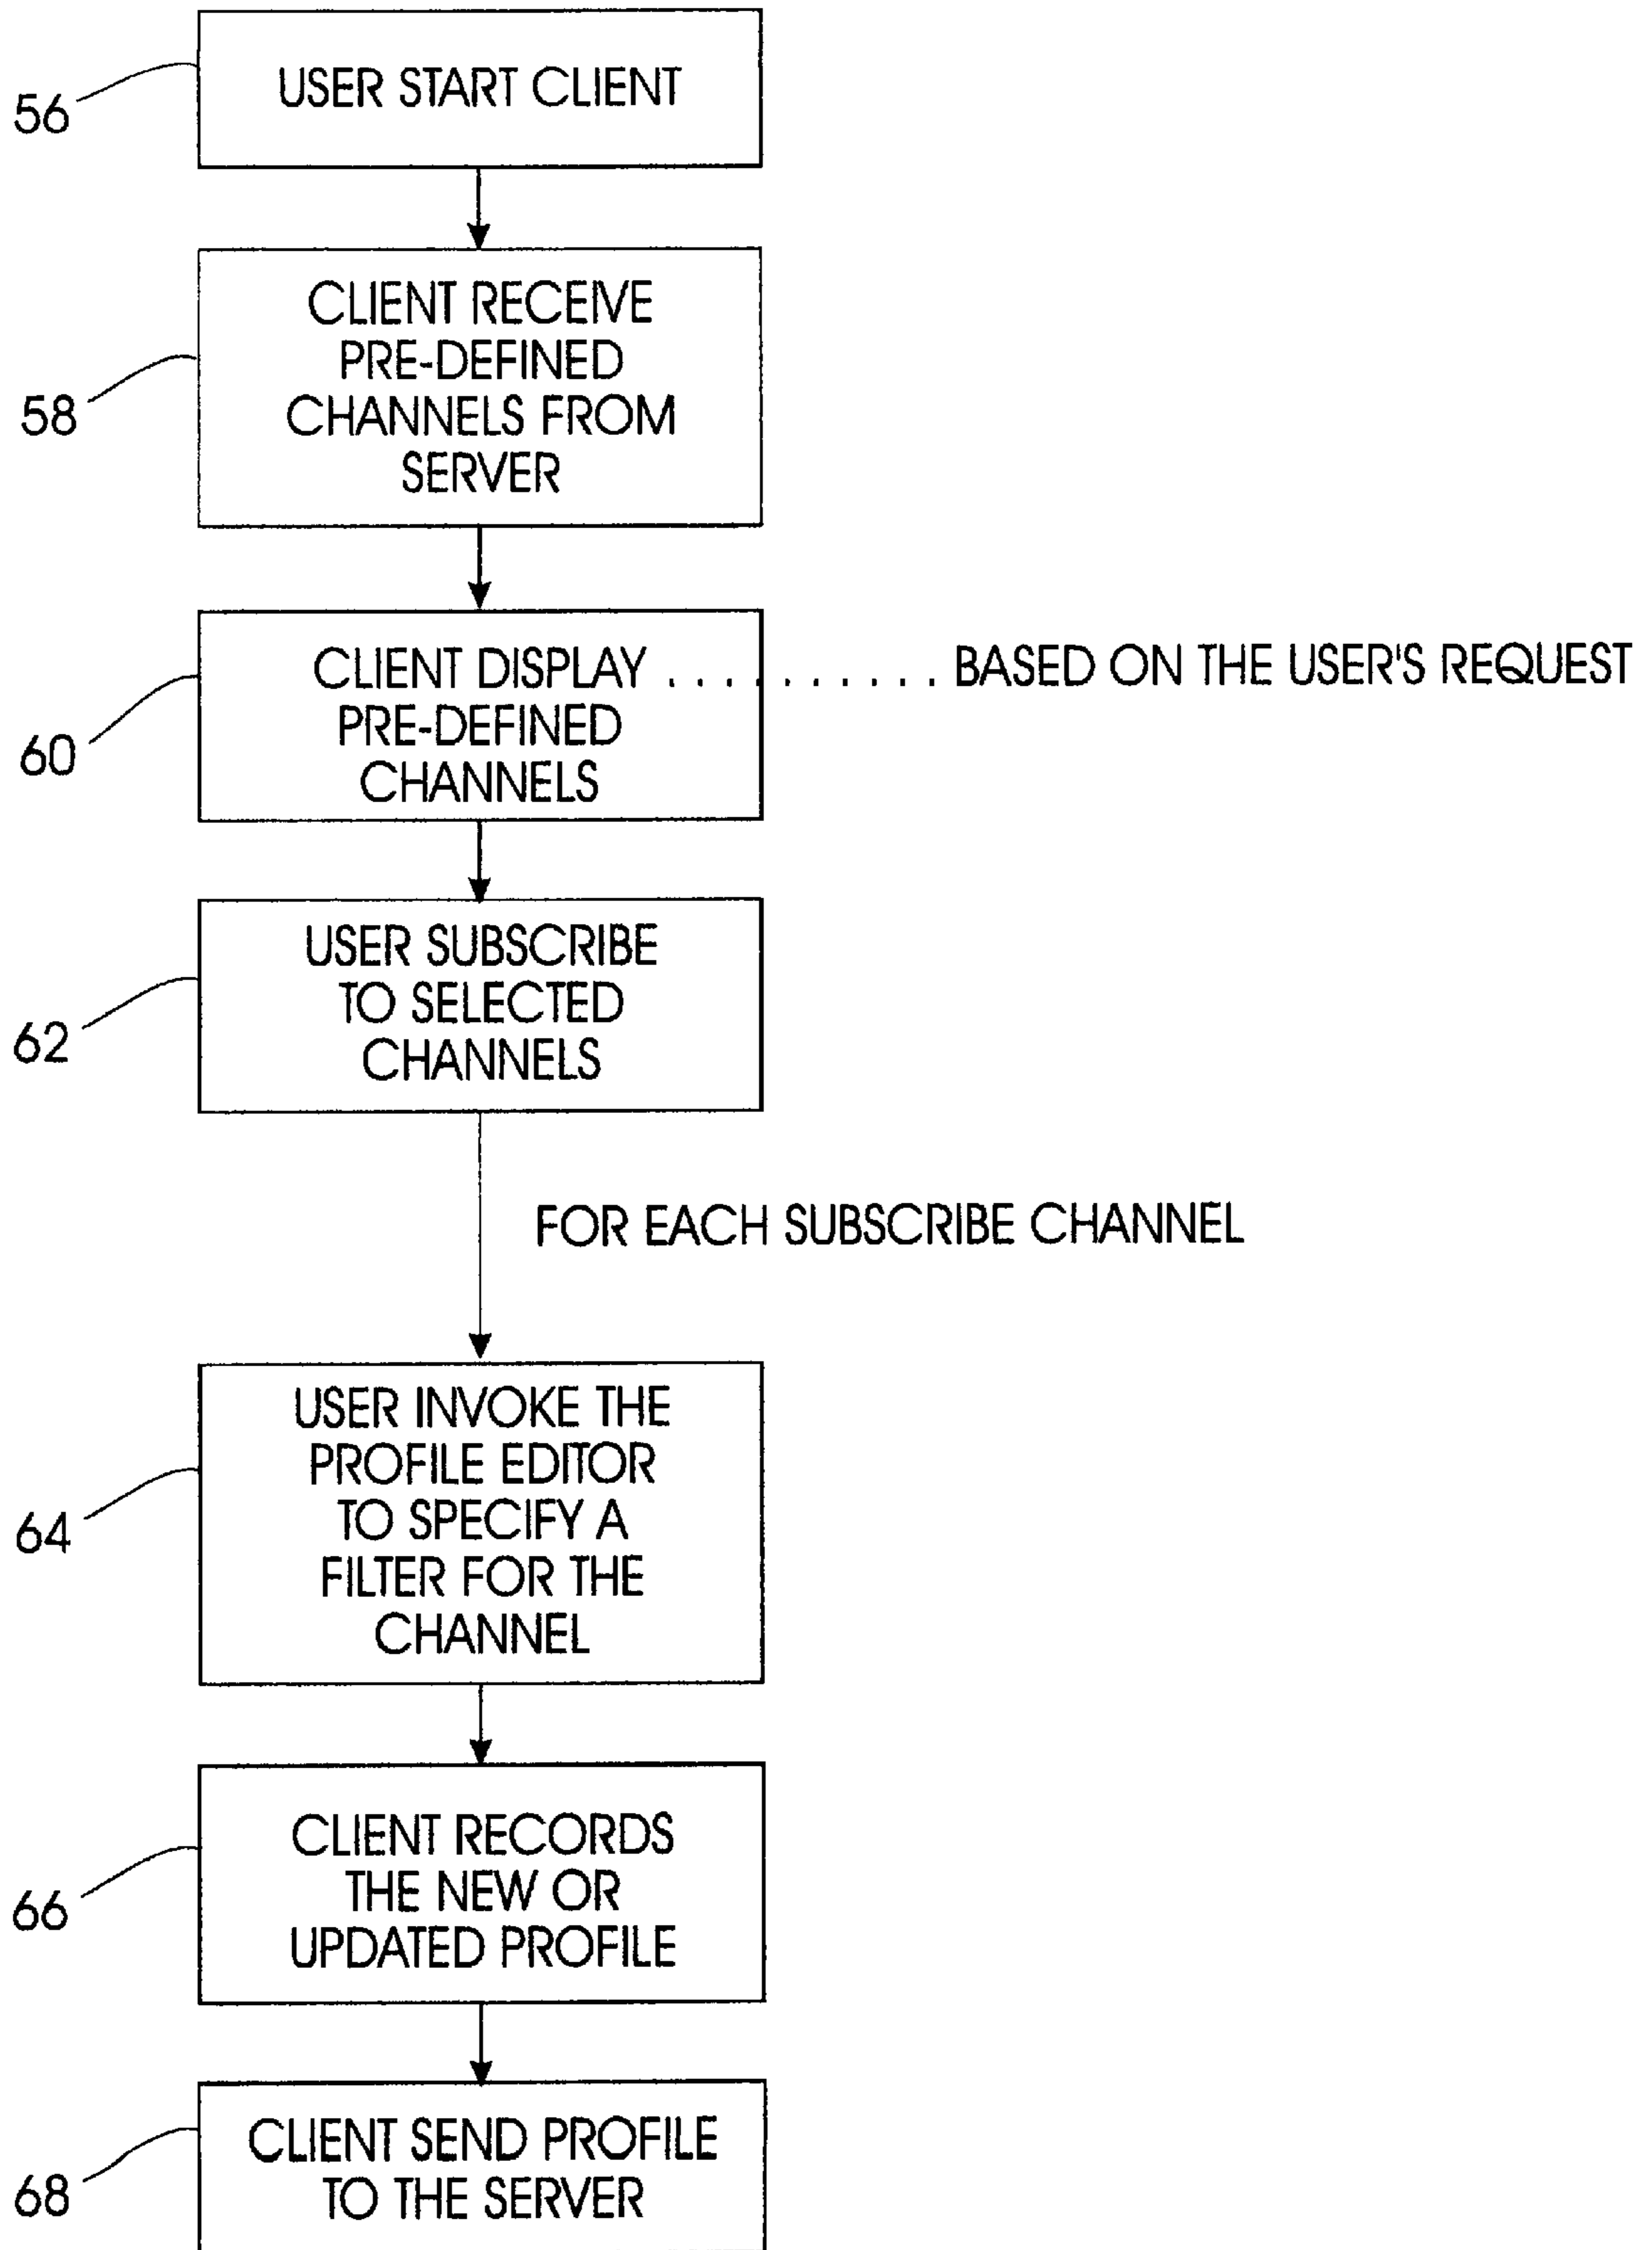 USER START CLIENT
56
CLIENT RECEIVE
PRE-DEFINED
CHANNELS FROM
SERVER
58
CLIENT DISPLAY .......... BASED ON THE USER'S REQUEST
PRE-DEFINED
CHANNELS
60
USER SUBSCRIBE
TO SELECTED
CHANNELS
62
FOR EACH SUBSCRIBE CHANNEL
USER INVOKE THE
PROFILE EDITOR
TO SPECIFY A
FILTER FOR THE
CHANNEL
64
CLIENT RECORDS
THE NEW OR
UPDATED PROFILE
66
CLIENT SEND PROFILE
TO THE SERVER
68